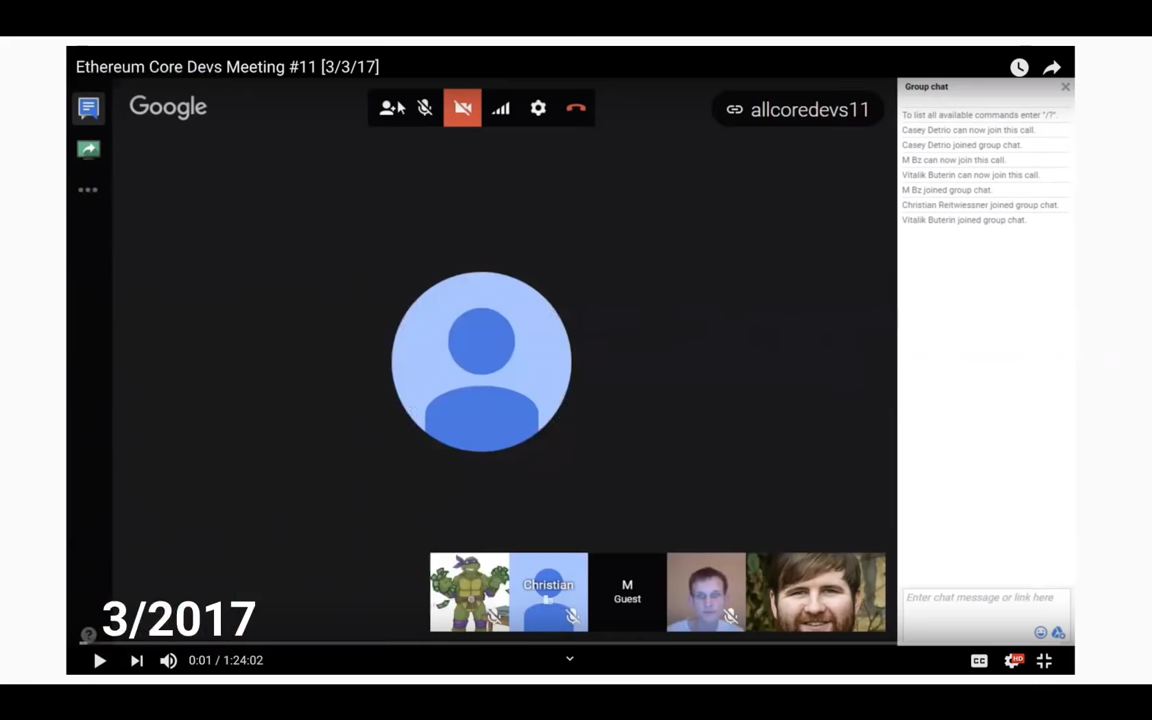 Ethereum Core Devs Meeting #11 [3/3/17]
Google
allcoredevs11
Group chat
To list all available commands enter "/?".
Casey Detrio can now join this call.
Casey Detrio joined group chat.
M Bz can now join this call.
Vitalik Buterin can now join this call.
M Bz joined group chat.
Christian Reitwiessner joined group chat.
Vitalik Buterin joined group chat.
Christian
M
Guest
Enter chat message or link here
3/2017
0:01 / 1:24:02
CC
HD